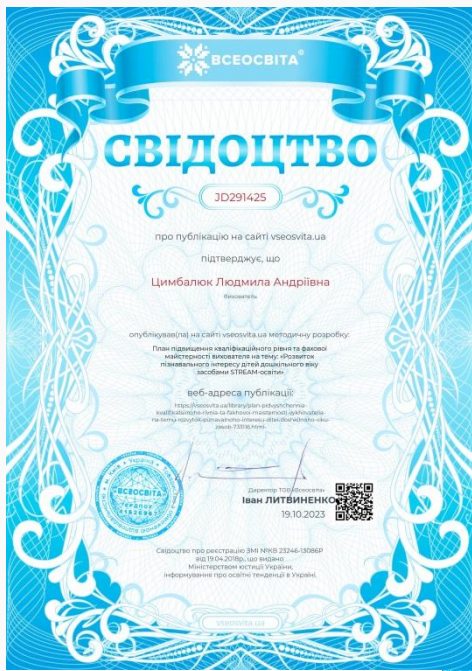 ВСЕОСВІТА
СВІДОЦТВО
JD291425
про публікацію на сайті vseosvita.ua
підтверджує, що
Цимбалюк Людмила Андріївна
Вихователь
опублікував(ла) на сайті vseosvita.ua методичну розробку:
План підвищення кваліфікаційного рівня та фахової
майстерності вихователя на тему: «Розвиток
пізнавального інтересу дітей дошкільного віку
засобами STREAM-освіти»
веб-адреса публікації:
Директор ТОВ «Всеосвіта»
Іван ЛИТВИНЕНКО
19.10.2023
ВСЕОСВІТА
Свідоцтво про реєстрацію ЗМІ №КВ 23246-13086Р
від 19.04.2018р., що видано
Міністерством юстиції України,
інформування про освітні тенденції в Україні.
vseosvita.ua